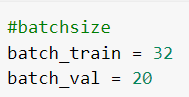 #batchsize
batch_train = 32
batch_val = 20